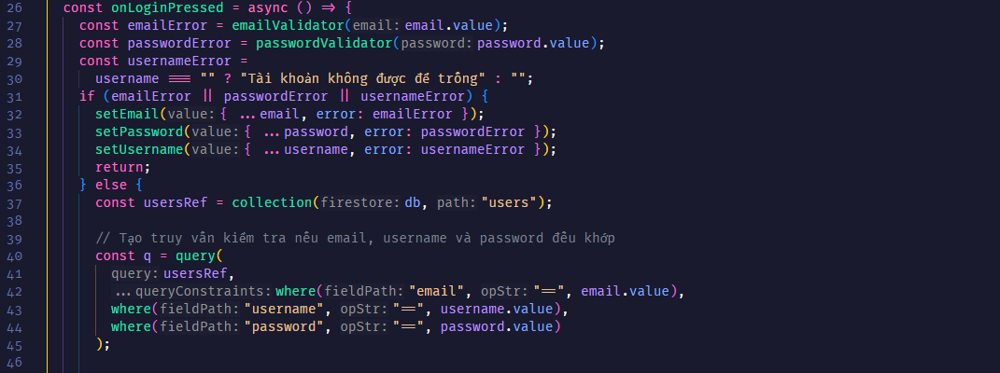 26 const onLoginPressed = async () => {
27 const emailError = emailValidator(email: email.value);
28 const passwordError = passwordValidator(password: password.value);
29 const usernameError =
30 username === "" ? "Tài khoản không được để trống" : "";
31 if (emailError || passwordError || usernameError) {
32 setEmail(value: { ...email, error: emailError });
33 setPassword(value: { ...password, error: passwordError });
34 setUsername(value: { ...username, error: usernameError });
35 return;
36 } else {
37 const usersRef = collection(firestore: db, path: "users");
38
39 // Tạo truy vấn kiểm tra nếu email, username và password đều khớp
40 const q = query(
41 query: usersRef,
42 ...queryConstraints: where(fieldPath: "email", opStr: "==", email.value),
43 where(fieldPath: "username", opStr: "==", username.value),
44 where(fieldPath: "password", opStr: "==", password.value)
45 );
46